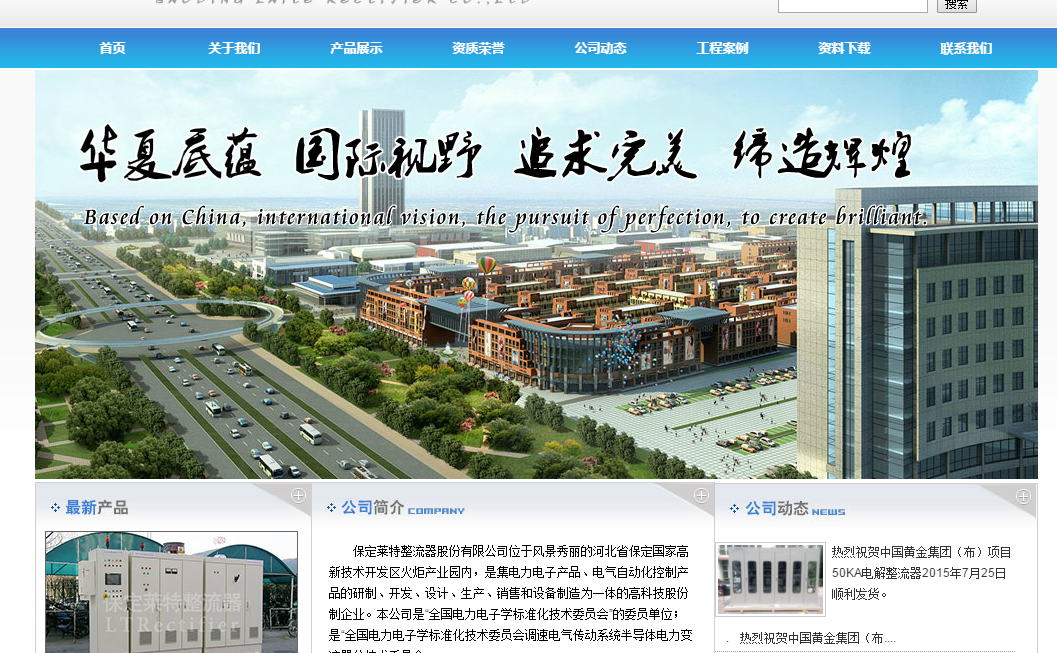 搜索
首页 关于我们 产品展示 资质荣誉 公司动态 工程案例 资料下载 联系我们
华夏底蕴 国际视野 追求完美 缔造辉煌
Based on China, international vision, the pursuit of perfection, to create brilliant.
最新产品
保定莱特整流器
LTRectifier
公司简介 COMPANY
保定莱特整流器股份有限公司位于风景秀丽的河北省保定国家高
新技术开发区火炬产业园内，是集电力电子产品、电气自动化控制产
品的研制、开发、设计、生产、销售和设备制造为一体的高科技股份
制企业。本公司是“全国电力电子学标准化技术委员会”的委员单位；
是“全国电力电子学标准化技术委员会调速电气传动系统半导体电力变
公司动态 NEWS
热烈祝贺中国黄金集团（布）项目
50KA电解整流器2015年7月25日
顺利发货。
. 热烈祝贺中国黄金集团（布....